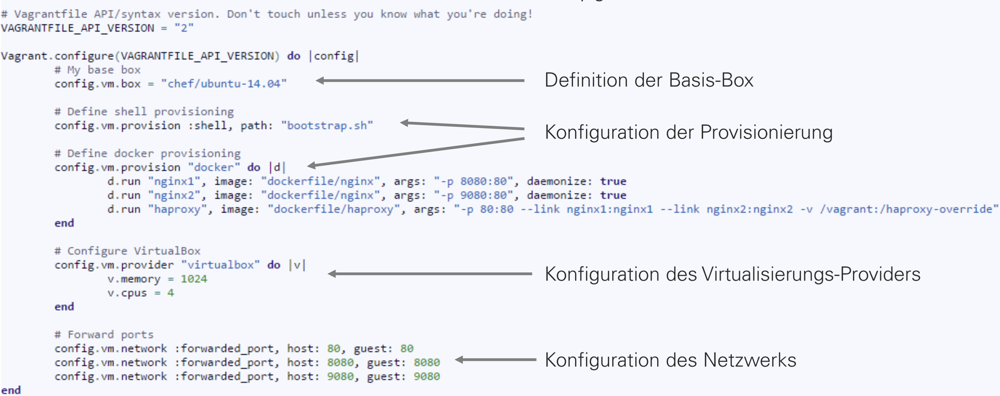 # Vagrantfile API/syntax version. Don't touch unless you know what you're doing!
VAGRANTFILE_API_VERSION = "2"
Vagrant.configure(VAGRANTFILE_API_VERSION) do |config|
# My base box
config.vm.box = "chef/ubuntu-14.04"
Definition der Basis-Box
# Define shell provisioning
config.vm.provision :shell, path: "bootstrap.sh"
Konfiguration der Provisionierung
# Define docker provisioning
config.vm.provision "docker" do |d|
d.run "nginx1", image: "dockerfile/nginx", args: "-p 8080:80", daemonize: true
d.run "nginx2", image: "dockerfile/nginx", args: "-p 9080:80", daemonize: true
d.run "haproxy", image: "dockerfile/haproxy", args: "-p 80:80 --link nginx1:nginx1 --link nginx2:nginx2 -v /vagrant:/haproxy-override"
end
# Configure VirtualBox
config.vm.provider "virtualbox" do |v|
Konfiguration des Virtualisierungs-Providers
v.memory = 1024
v.cpus = 4
end
# Forward ports
config.vm.network :forwarded_port, host: 80, guest: 80
config.vm.network :forwarded_port, host: 8080, guest: 8080
Konfiguration des Netzwerks
config.vm.network :forwarded_port, host: 9080, guest: 9080
end